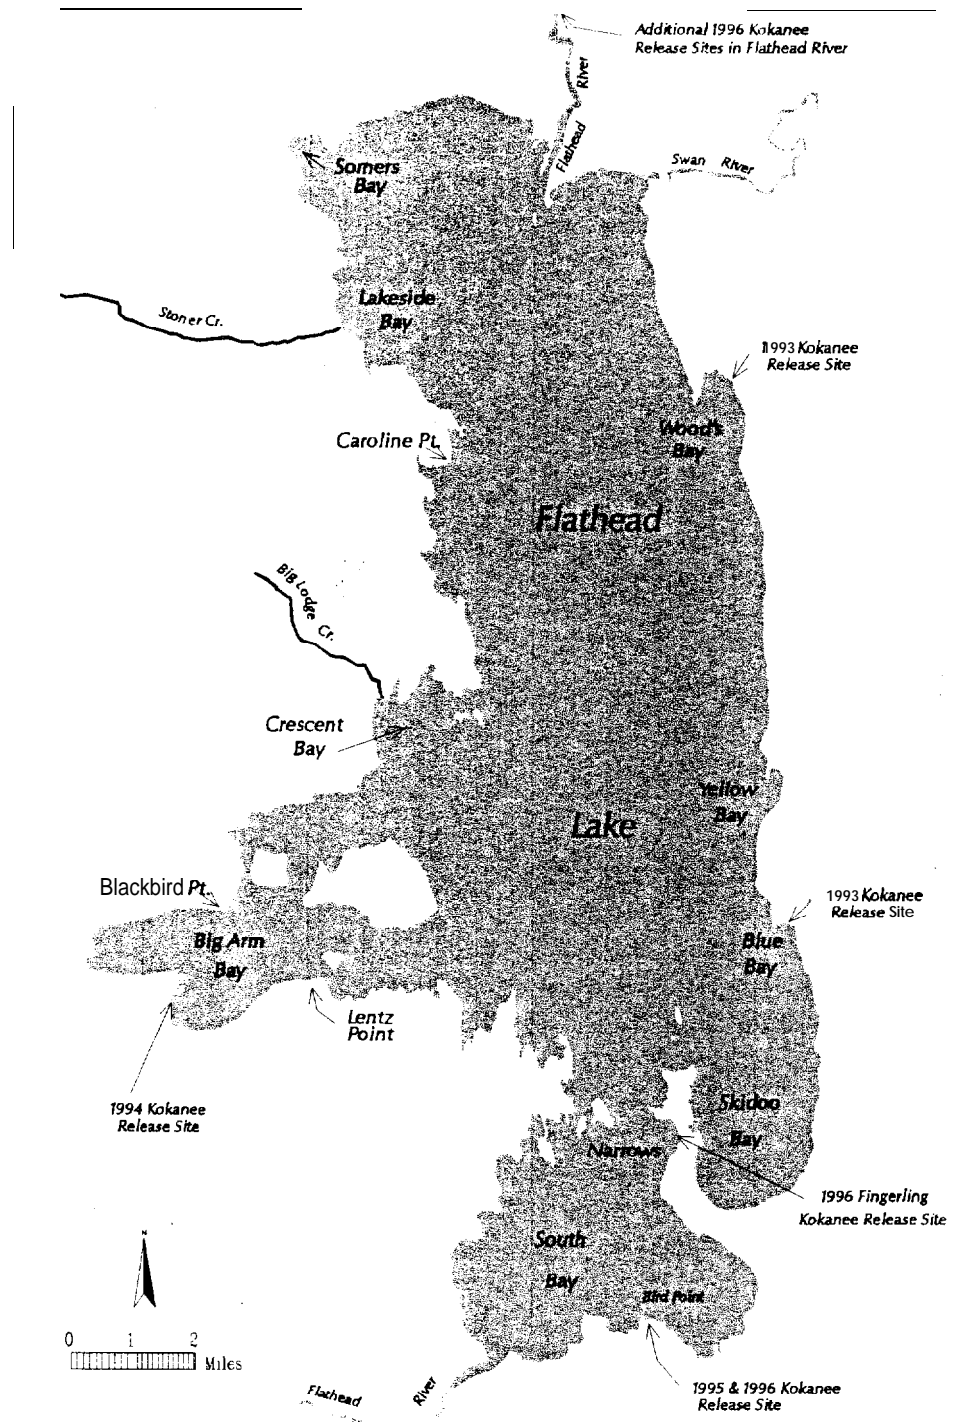 Additional 1996 Kokanee
Release Sites in Flathead River
River
Flathead
Swan River
Somers
Bay
Lakeside
Bay
Stoner Cr.
1993 Kokanee
Release Site
Wood's
Bay
Caroline Pt.
Flathead
Big Lodge Cr.
Crescent
Bay
Yellow
Bay
Lake
Blackbird Pt.
1993 Kokanee
Release Site
Big Arm
Bay
Blue
Bay
Lentz
Point
1994 Kokanee
Release Site
Skidoo
Bay
Narrows
1996 Fingerling
Kokanee Release Site
South
Bay
Bird Point
N
0 1 2
Miles
1995 & 1996 Kokanee
Release Site
Flathead River